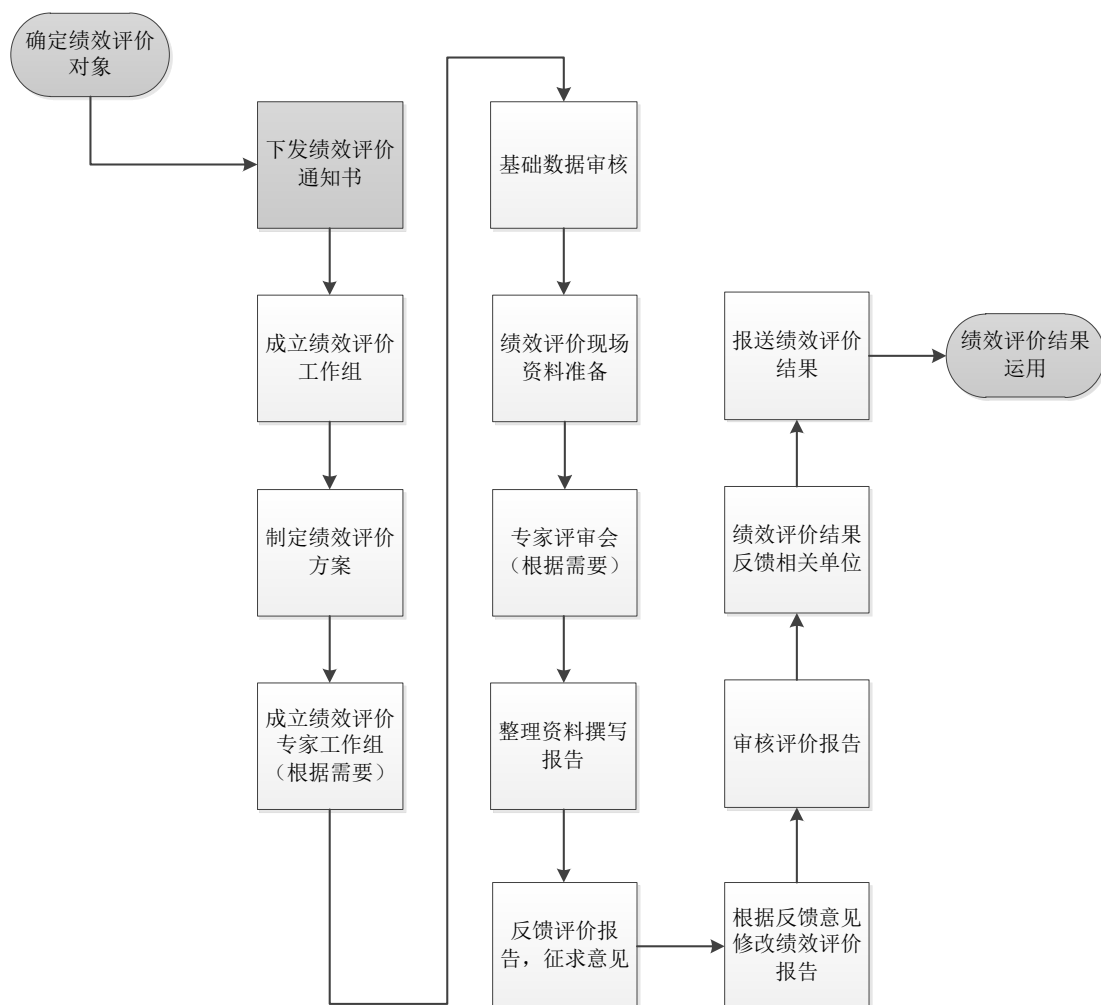 确定绩效评价
对象
下发绩效评价
通知书
成立绩效评价
工作组
制定绩效评价
方案
成立绩效评价
专家工作组
（根据需要）
基础数据审核
绩效评价现场
资料准备
专家评审会
（根据需要）
整理资料撰写
报告
反馈评价报
告，征求意见
根据反馈意见
修改绩效评价
报告
审核评价报告
绩效评价结果
反馈相关单位
报送绩效评价
结果
绩效评价结果
运用